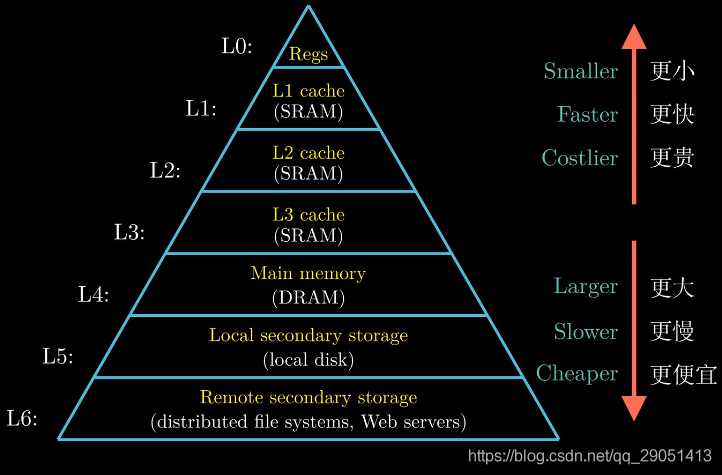 L0:
Regs
L1:
L1 cache
(SRAM)
L2:
L2 cache
(SRAM)
L3:
L3 cache
(SRAM)
L4:
Main memory
(DRAM)
L5:
Local secondary storage
(local disk)
L6:
Remote secondary storage
(distributed file systems, Web servers)
Smaller 更小
Faster 更快
Costlier 更贵
Larger 更大
Slower 更慢
Cheaper 更便宜
https://blog.csdn.net/qq_29051413